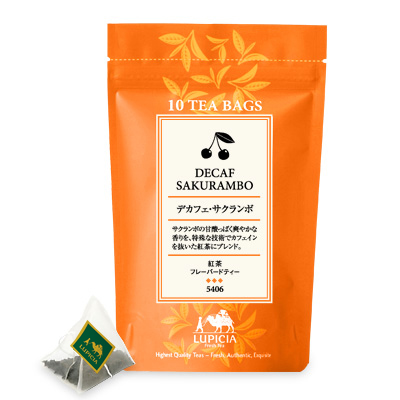 10 TEA BAGS
DECAF
SAKURAMBO
デカフェ・サクランボ
サクランボの甘酸っぱく爽やかな
香りを、特殊な技術でカフェイン
を抜いた紅茶にブレンド。
紅茶
フレーバードティー
5406
LUPICIA
Fresh Tea
Highest Quality Teas – Fresh, Authentic, Exquisite
LUPICIA